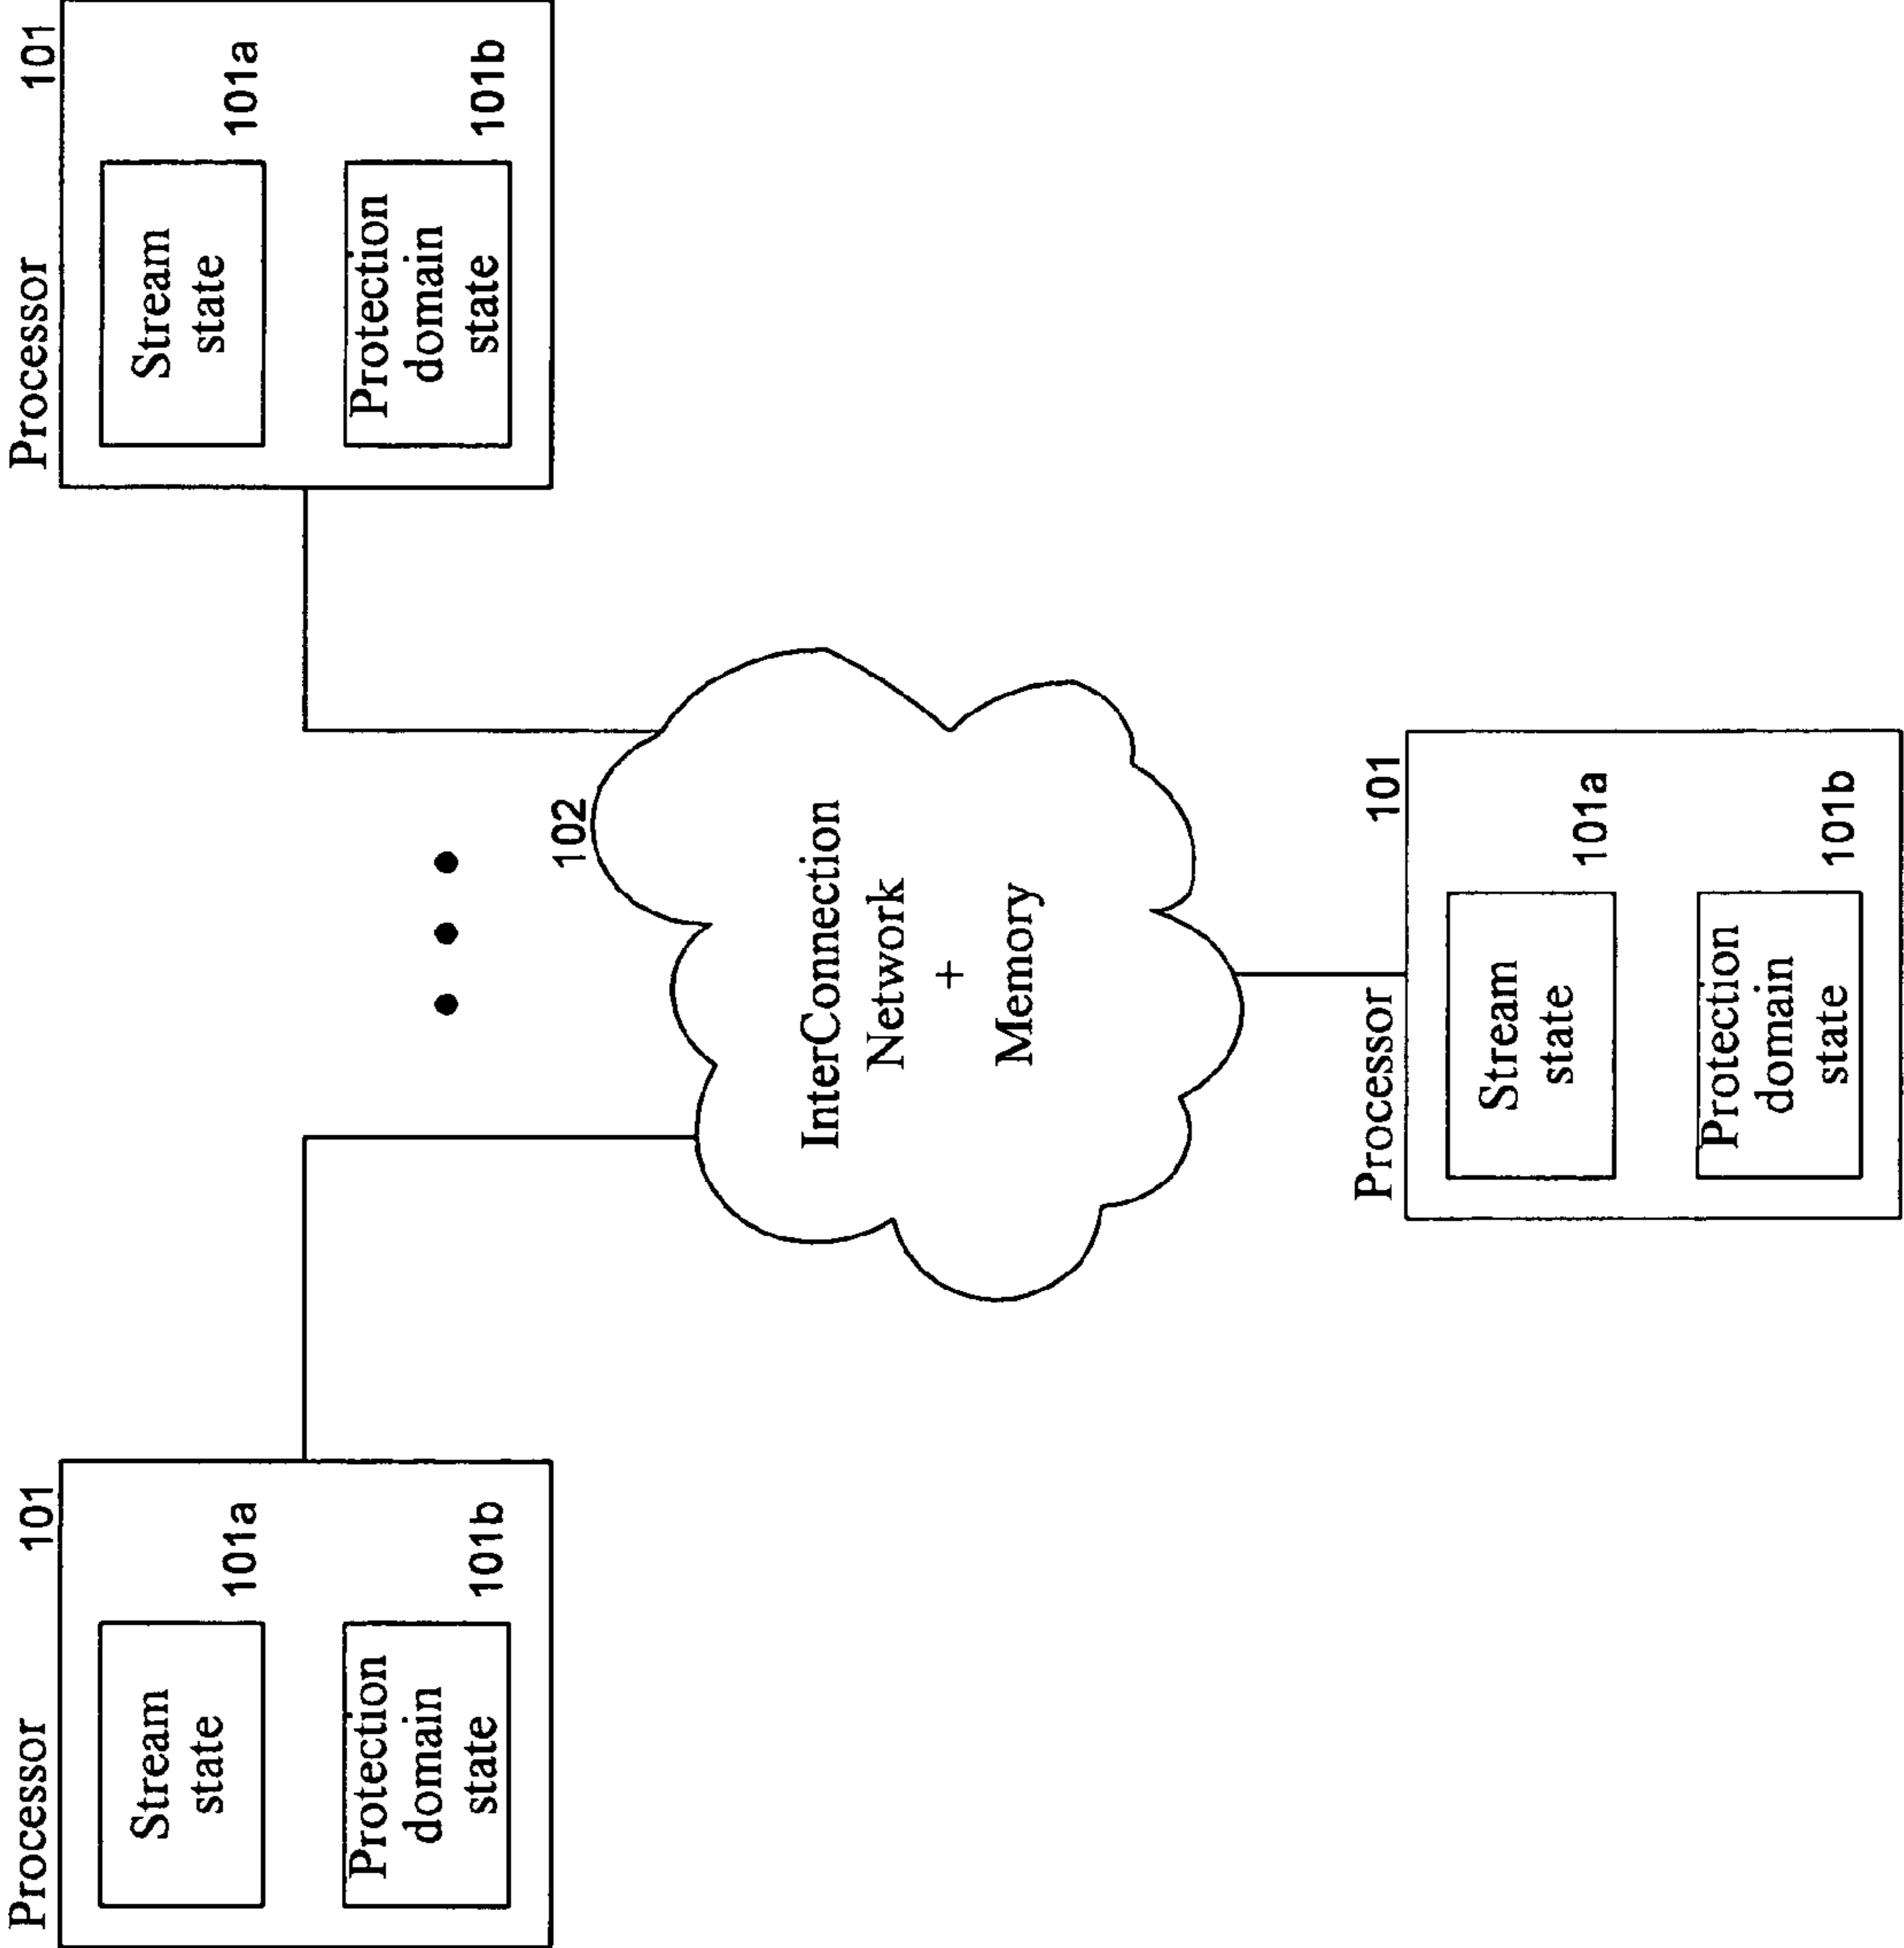 Processor 101
Stream
state
101a
Protection
domain
state
101b
Processor 101
Stream
state
101a
Protection
domain
state
101b
102
InterConnection
Network
+
Memory
Processor 101
Stream
state
101a
Protection
domain
state
101b